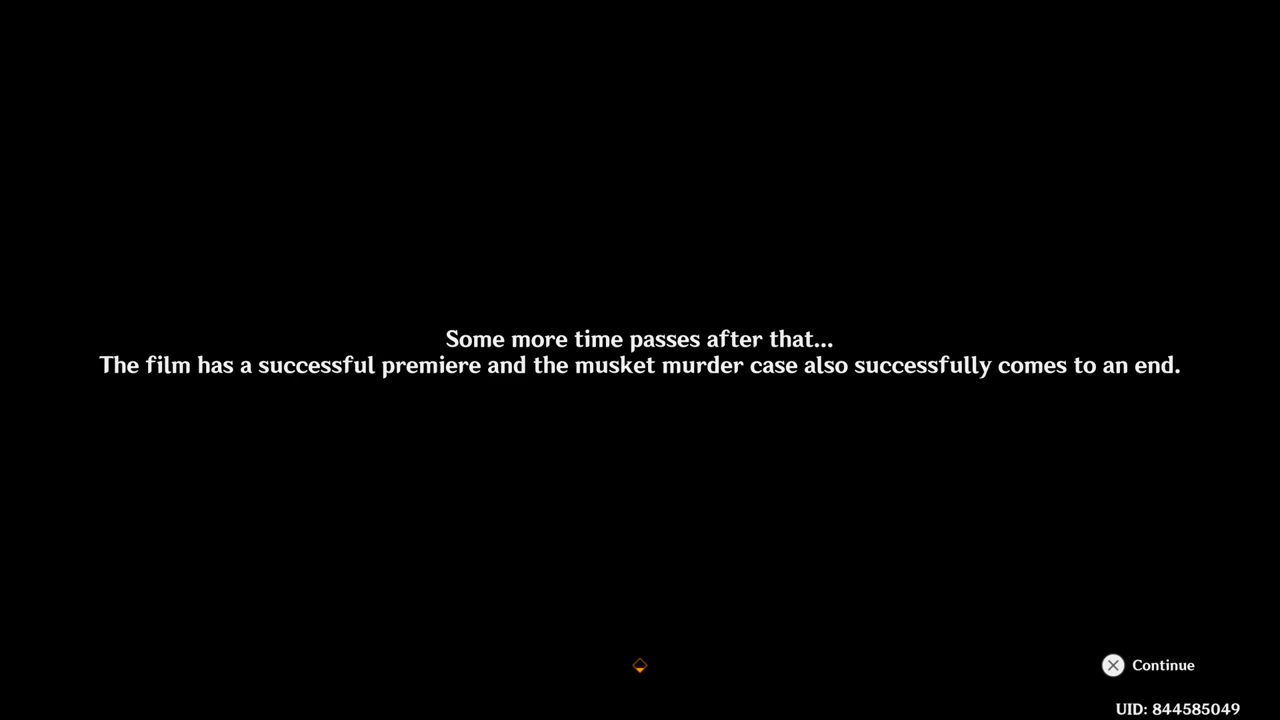 Some more time passes after that...
The film has a successful premiere and the musket murder case also successfully comes to an end.
Continue
UID: 844585049